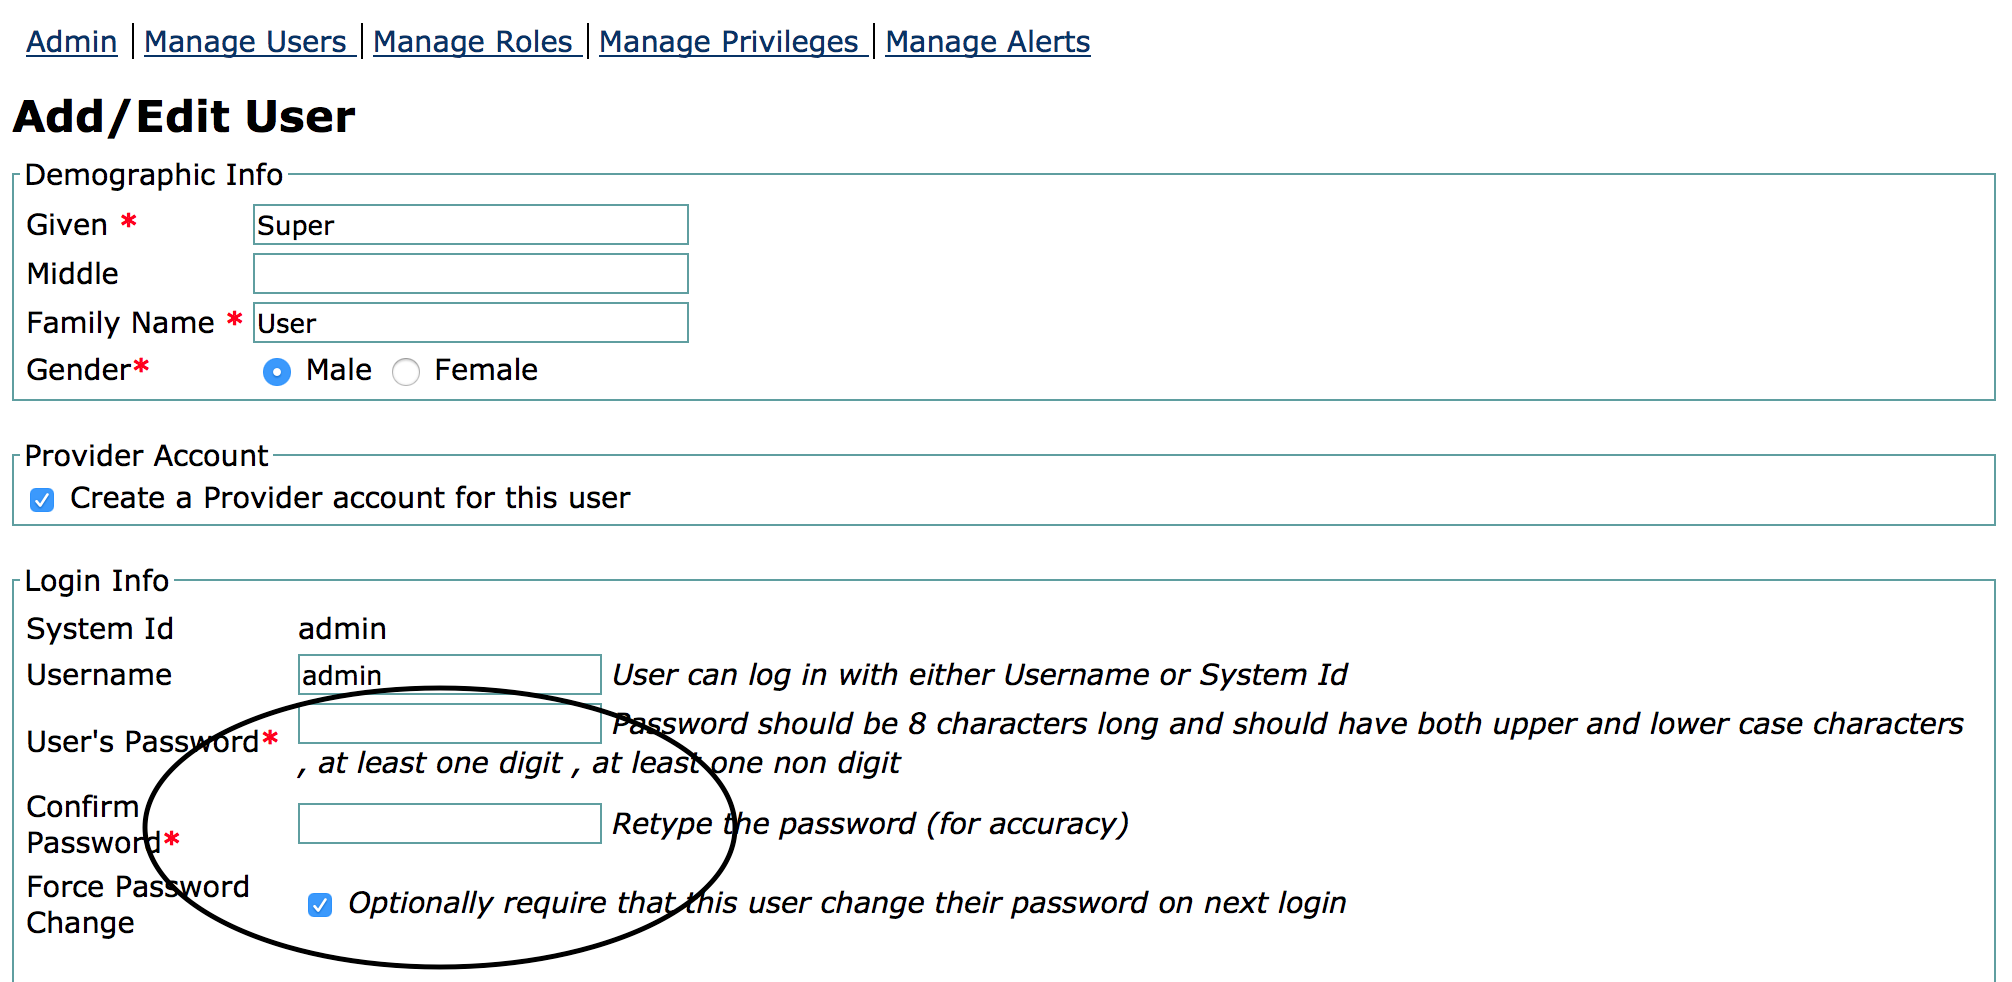 Admin | Manage Users | Manage Roles | Manage Privileges | Manage Alerts
Add/Edit User
Demographic Info
Given * Super
Middle
Family Name * User
Gender* Male Female
Provider Account
Create a Provider account for this user
Login Info
System Id admin
Username admin User can log in with either Username or System Id
User's Password* Password should be 8 characters long and should have both upper and lower case characters
, at least one digit , at least one non digit
Confirm
Password* Retype the password (for accuracy)
Force Password
Change Optionally require that this user change their password on next login